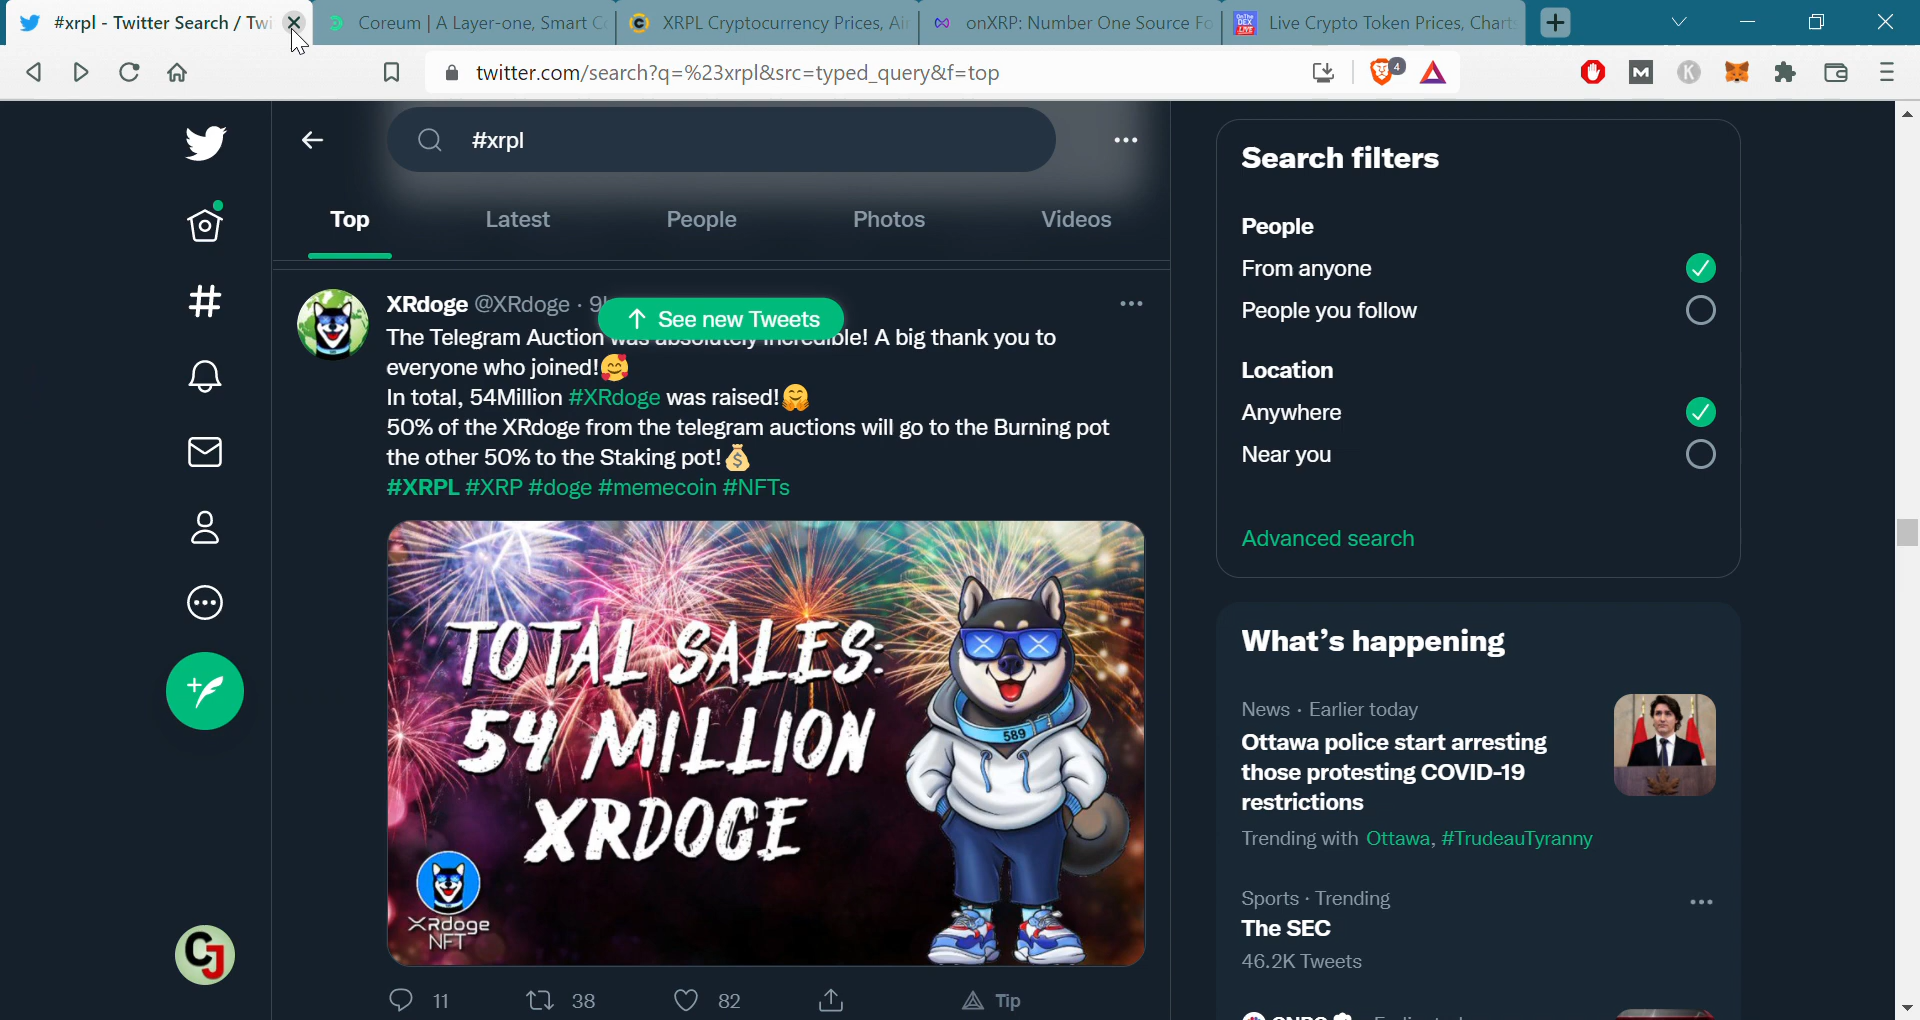 #xrpl - Twitter Search / Twi
Coreum | A Layer-one, Smart Co
XRPL Cryptocurrency Prices, Ai
onXRP: Number One Source Fo
Live Crypto Token Prices, Charts
twitter.com/search?q=%23xrpl&src=typed_query&f=top
4
#xrpl
Top
Latest
People
Photos
Videos
XRdoge @XRdoge ·
See new Tweets
The Telegram Auction was absolutely incredible! A big thank you to
everyone who joined!🥰
In total, 54Million #XRdoge was raised!🤗
50% of the XRdoge from the telegram auctions will go to the Burning pot
the other 50% to the Staking pot!💰
#XRPL #XRP #doge #memecoin #NFTs
TOTAL SALES:
54 MILLION
XRDOGE
589
XRdoge
NFT
11
38
82
Tip
Search filters
People
From anyone
People you follow
Location
Anywhere
Near you
Advanced search
What's happening
News · Earlier today
Ottawa police start arresting
those protesting COVID-19
restrictions
Trending with Ottawa, #TrudeauTyranny
Sports · Trending
The SEC
46.2K Tweets
CJ